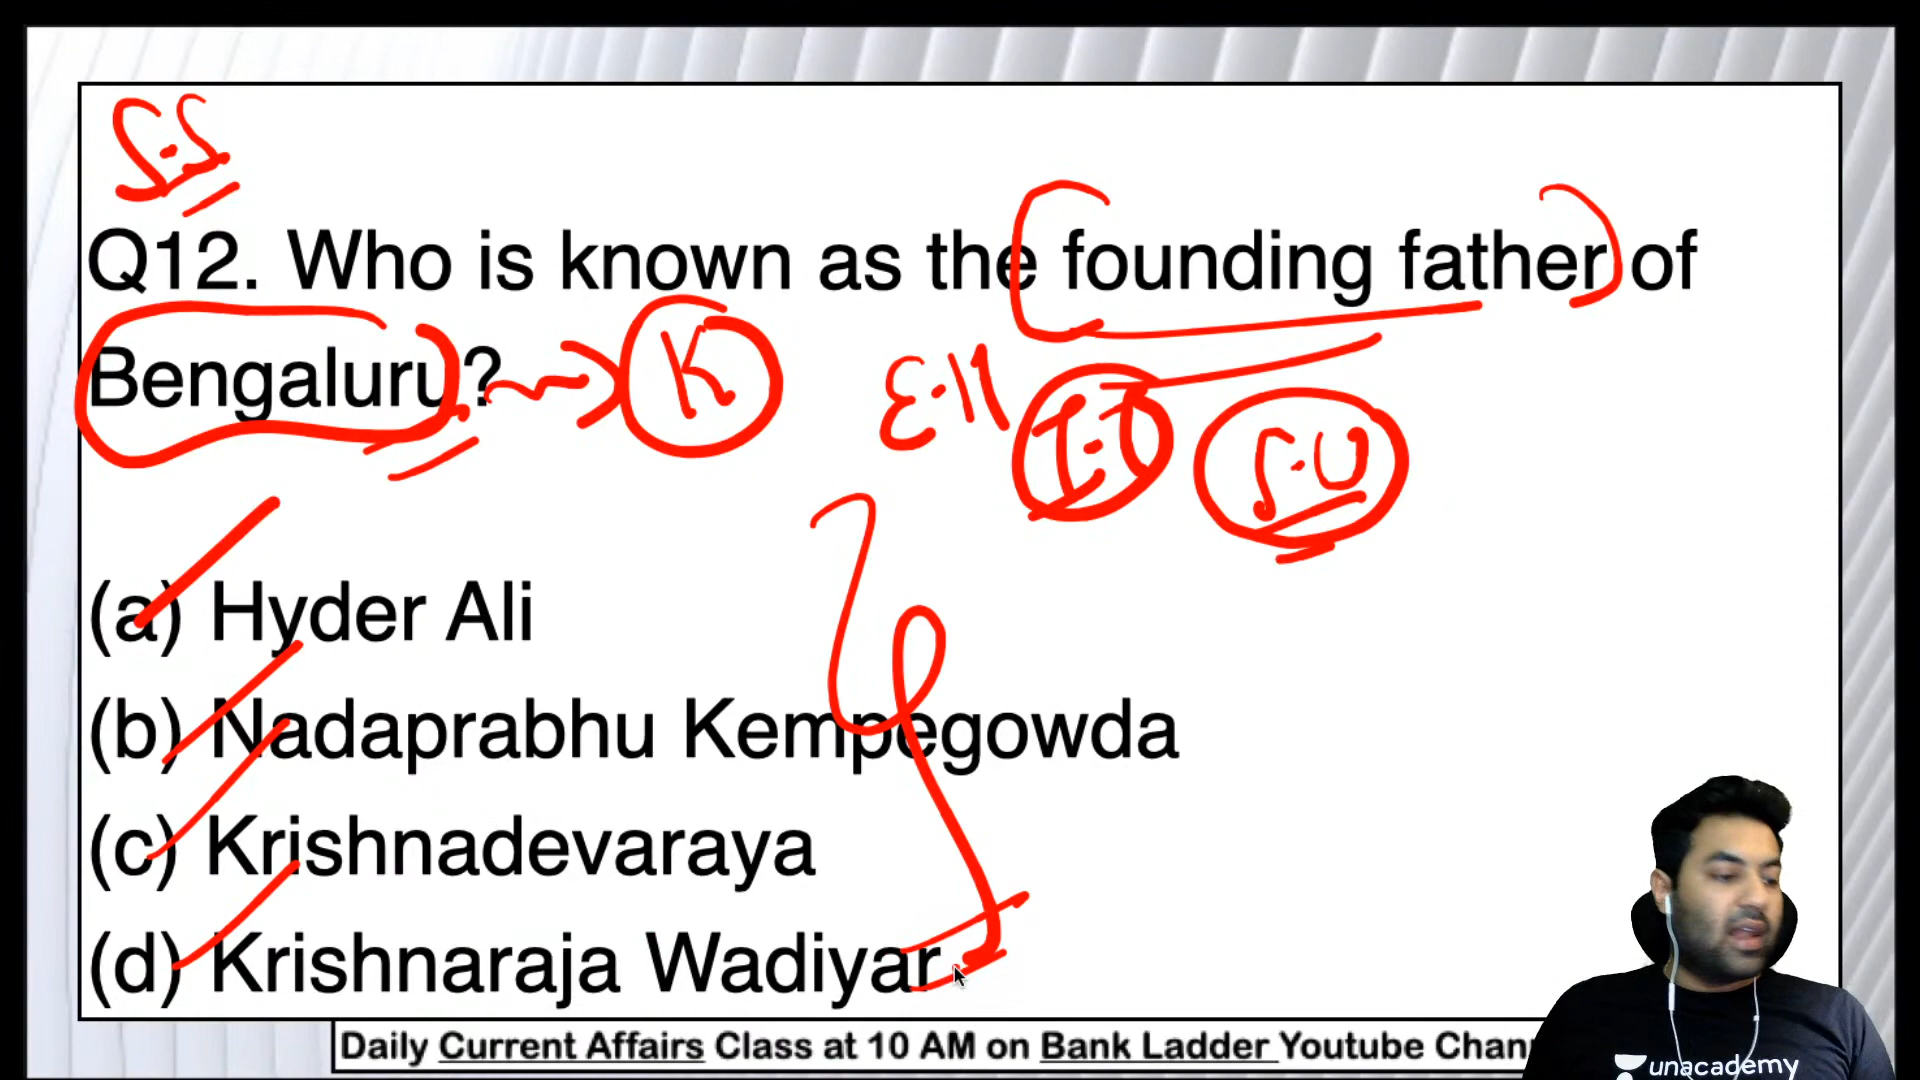 S.S
Q12. Who is known as the founding father of
Bengaluru? K
(a) Hyder Ali
(b) Nadaprabhu Kempegowda
(c) Krishnadevaraya
(d) Krishnaraja Wadiyar
Daily Current Affairs Class at 10 AM on Bank Ladder Youtube
unacademy